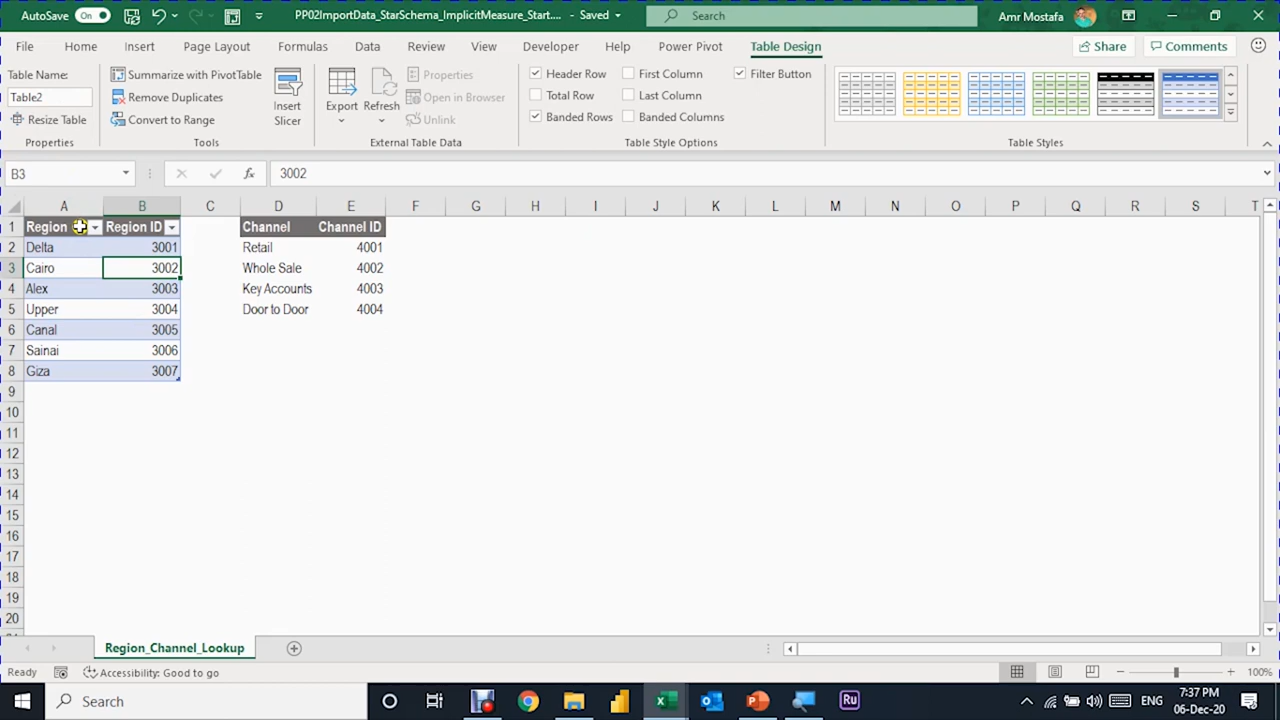 AutoSave On PP02ImportData_StarSchema_ImplicitMeasure_Start.... - Saved Search Amr Mostafa
File Home Insert Page Layout Formulas Data Review View Developer Help Power Pivot Table Design Share Comments
Table Name:
Table2
Resize Table
Properties
Summarize with PivotTable
Remove Duplicates
Convert to Range
Tools
Insert
Slicer
Export
Refresh
Properties
Open in browser
Unlink
External Table Data
Header Row First Column Filter Button
Total Row Last Column
Banded Rows Banded Columns
Table Style Options
Table Styles
B3 fx 3002
A B C D E F G H I J K L M N O P Q R S T
1 Region Region ID Channel Channel ID
2 Delta 3001 Retail 4001
3 Cairo 3002 Whole Sale 4002
4 Alex 3003 Key Accounts 4003
5 Upper 3004 Door to Door 4004
6 Canal 3005
7 Sainai 3006
8 Giza 3007
9
10
11
12
13
14
15
16
17
18
19
20
Region_Channel_Lookup
Ready Accessibility: Good to go 100%
Search Ru ENG 7:37 PM
06-Dec-20